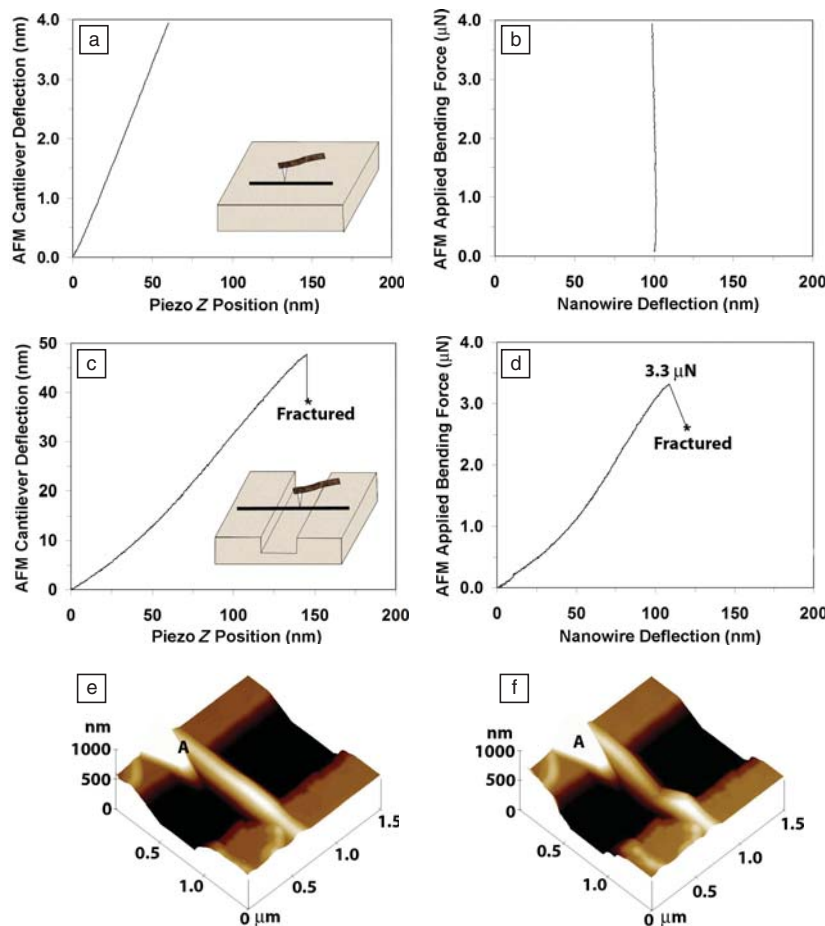 a
AFM Cantilever Deflection (nm)
4.0
3.0
2.0
1.0
0.0
0 50 100 150 200
Piezo Z Position (nm)
b
AFM Applied Bending Force (μN)
4.0
3.0
2.0
1.0
0.0
0 50 100 150 200
Nanowire Deflection (nm)
c
AFM Cantilever Deflection (nm)
50
40
30
20
10
0
Fractured
0 50 100 150 200
Piezo Z Position (nm)
d
AFM Applied Bending Force (μN)
4.0
3.0
2.0
1.0
0.0
3.3 μN
Fractured
0 50 100 150 200
Nanowire Deflection (nm)
e
nm
1000
500
0
A
0.5
1.0
0 μm
0.5
1.0
1.5
f
nm
1000
500
0
A
0.5
1.0
0 μm
0.5
1.0
1.5